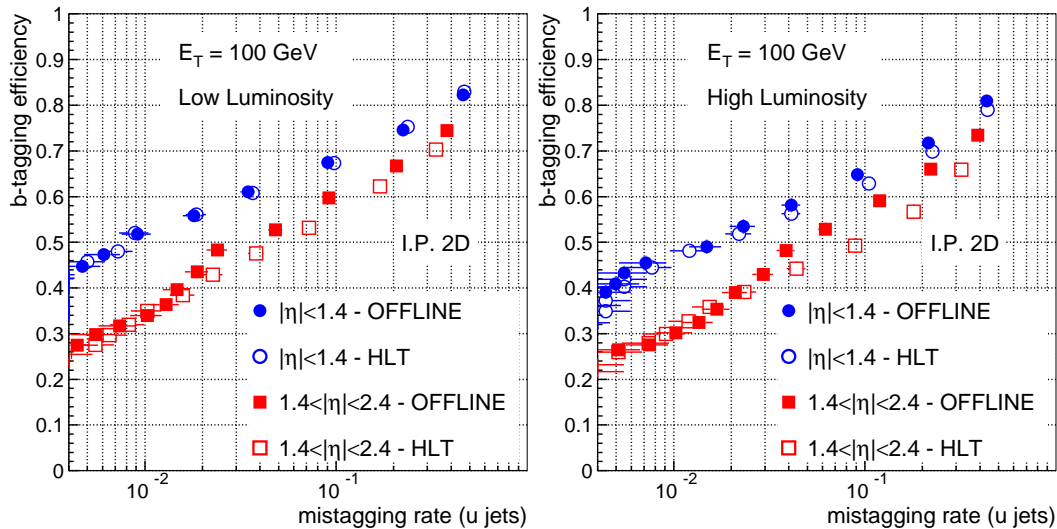 b-tagging efficiency
1
0.9
0.8
0.7
0.6
0.5
0.4
0.3
0.2
0.1
0
E_T = 100 GeV
Low Luminosity
I.P. 2D
|η|<1.4 - OFFLINE
|η|<1.4 - HLT
1.4<|η|<2.4 - OFFLINE
1.4<|η|<2.4 - HLT
10^-2
10^-1
mistagging rate (u jets)
b-tagging efficiency
1
0.9
0.8
0.7
0.6
0.5
0.4
0.3
0.2
0.1
0
E_T = 100 GeV
High Luminosity
I.P. 2D
|η|<1.4 - OFFLINE
|η|<1.4 - HLT
1.4<|η|<2.4 - OFFLINE
1.4<|η|<2.4 - HLT
10^-2
10^-1
mistagging rate (u jets)